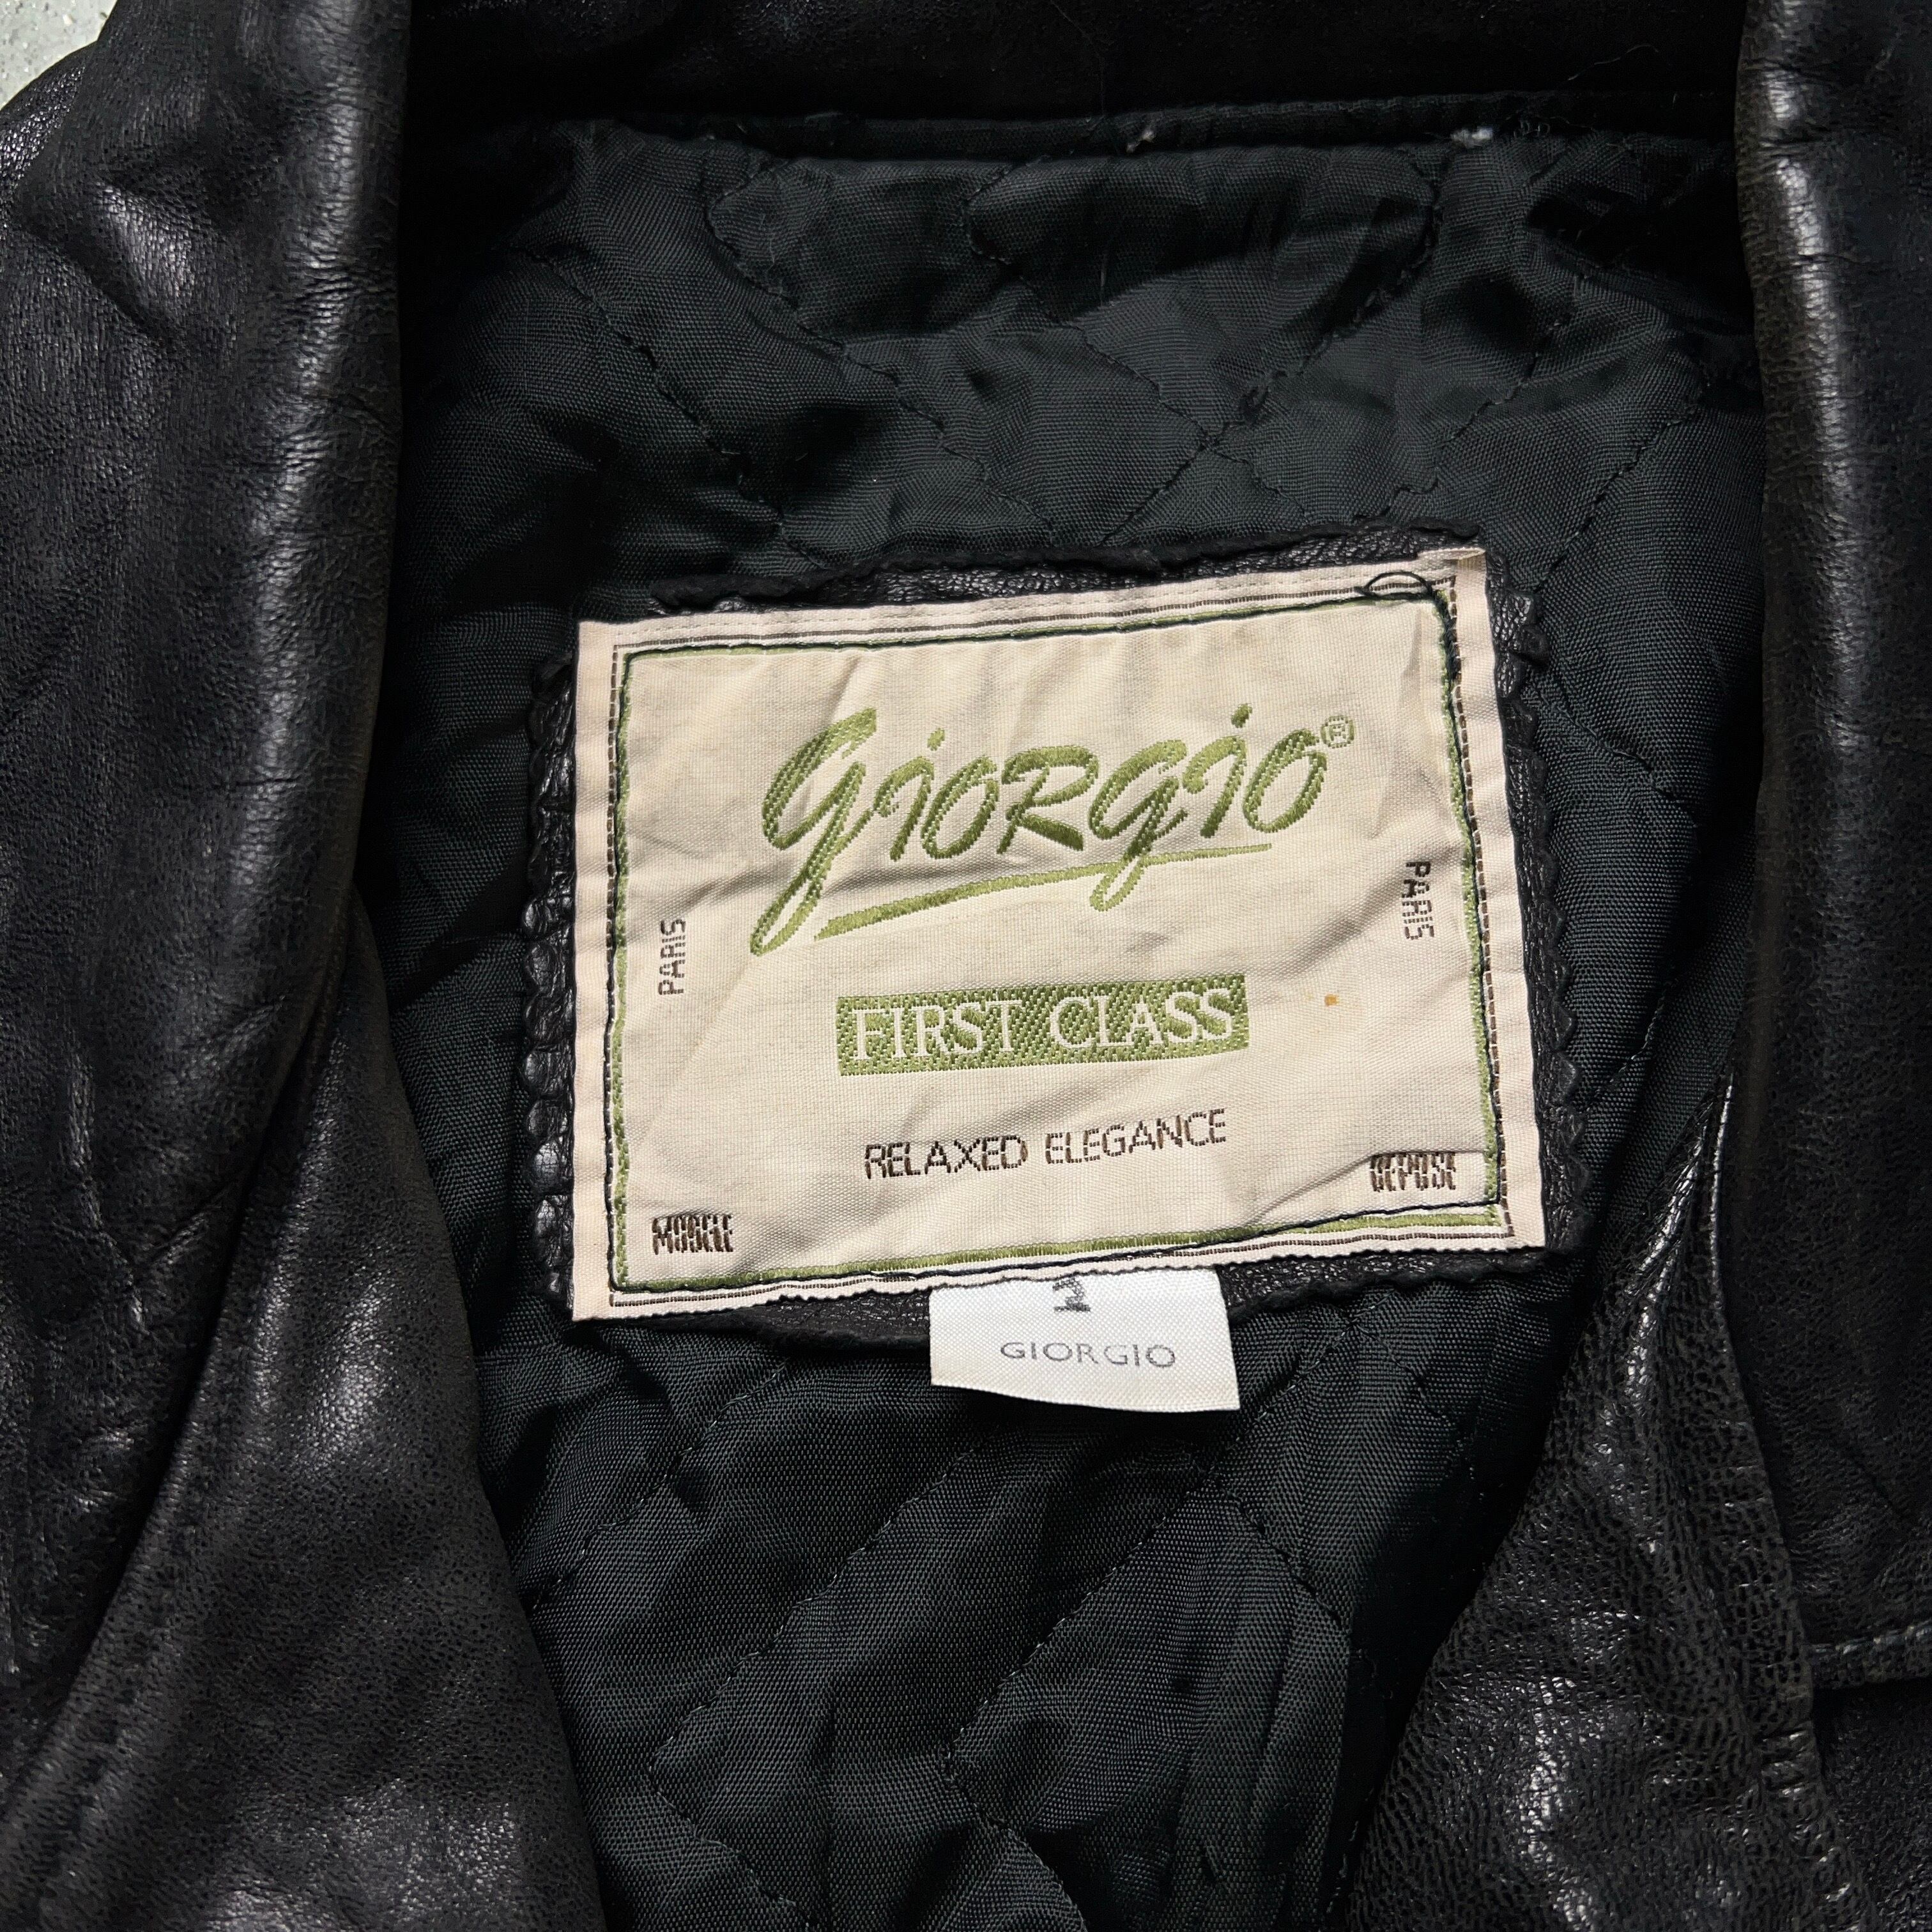 GiORGiO®
PARIS
PARIS
FIRST CLASS
RELAXED ELEGANCE
MODELE
DEPOSE
GIORGIO